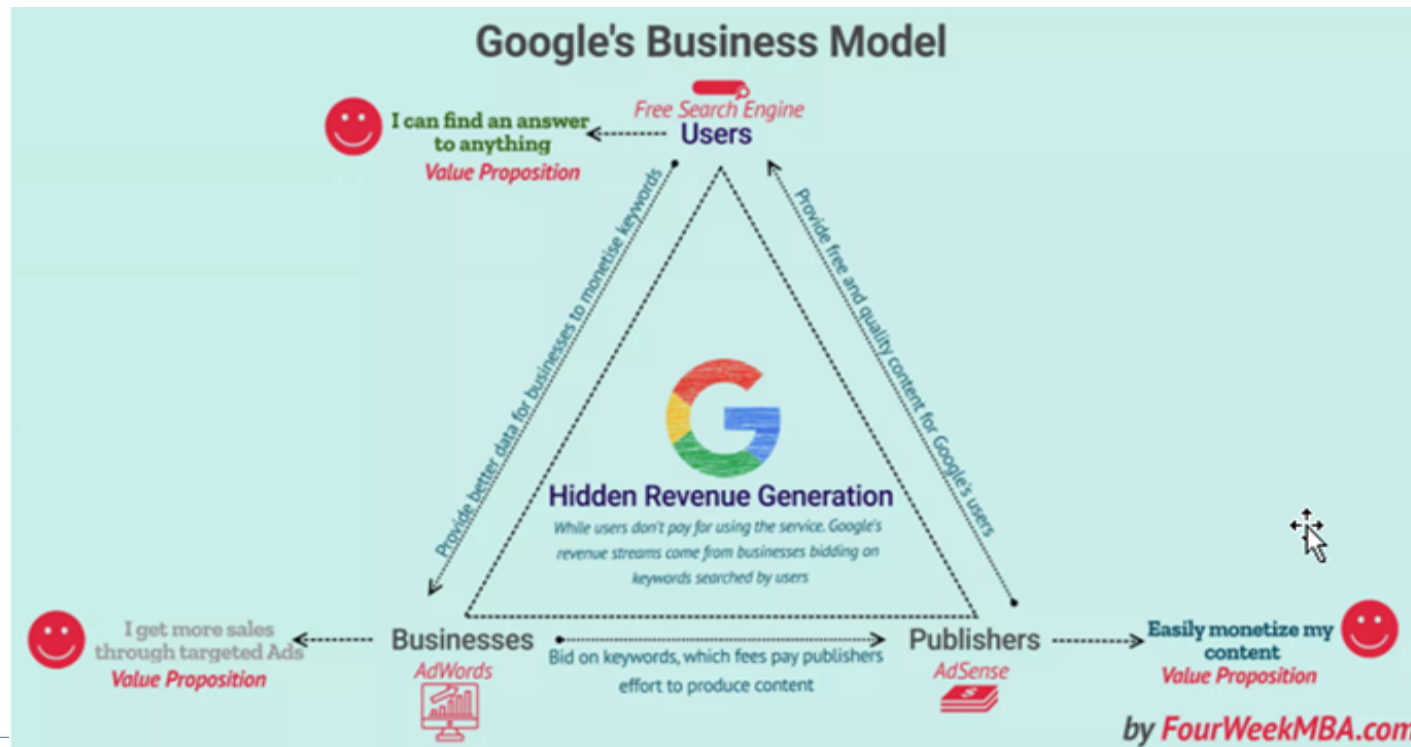 Google's Business Model
Free Search Engine
Users
I can find an answer
to anything
Value Proposition
Provide better data for businesses to monetise keywords
Provide free and quality content for Google's users
G
Hidden Revenue Generation
While users don't pay for using the service. Google's
revenue streams come from businesses bidding on
keywords searched by users
I get more sales
through targeted Ads
Value Proposition
Businesses
AdWords
Bid on keywords, which fees pay publishers
effort to produce content
Publishers
AdSense
$
Easily monetize my
content
Value Proposition
by FourWeekMBA.com